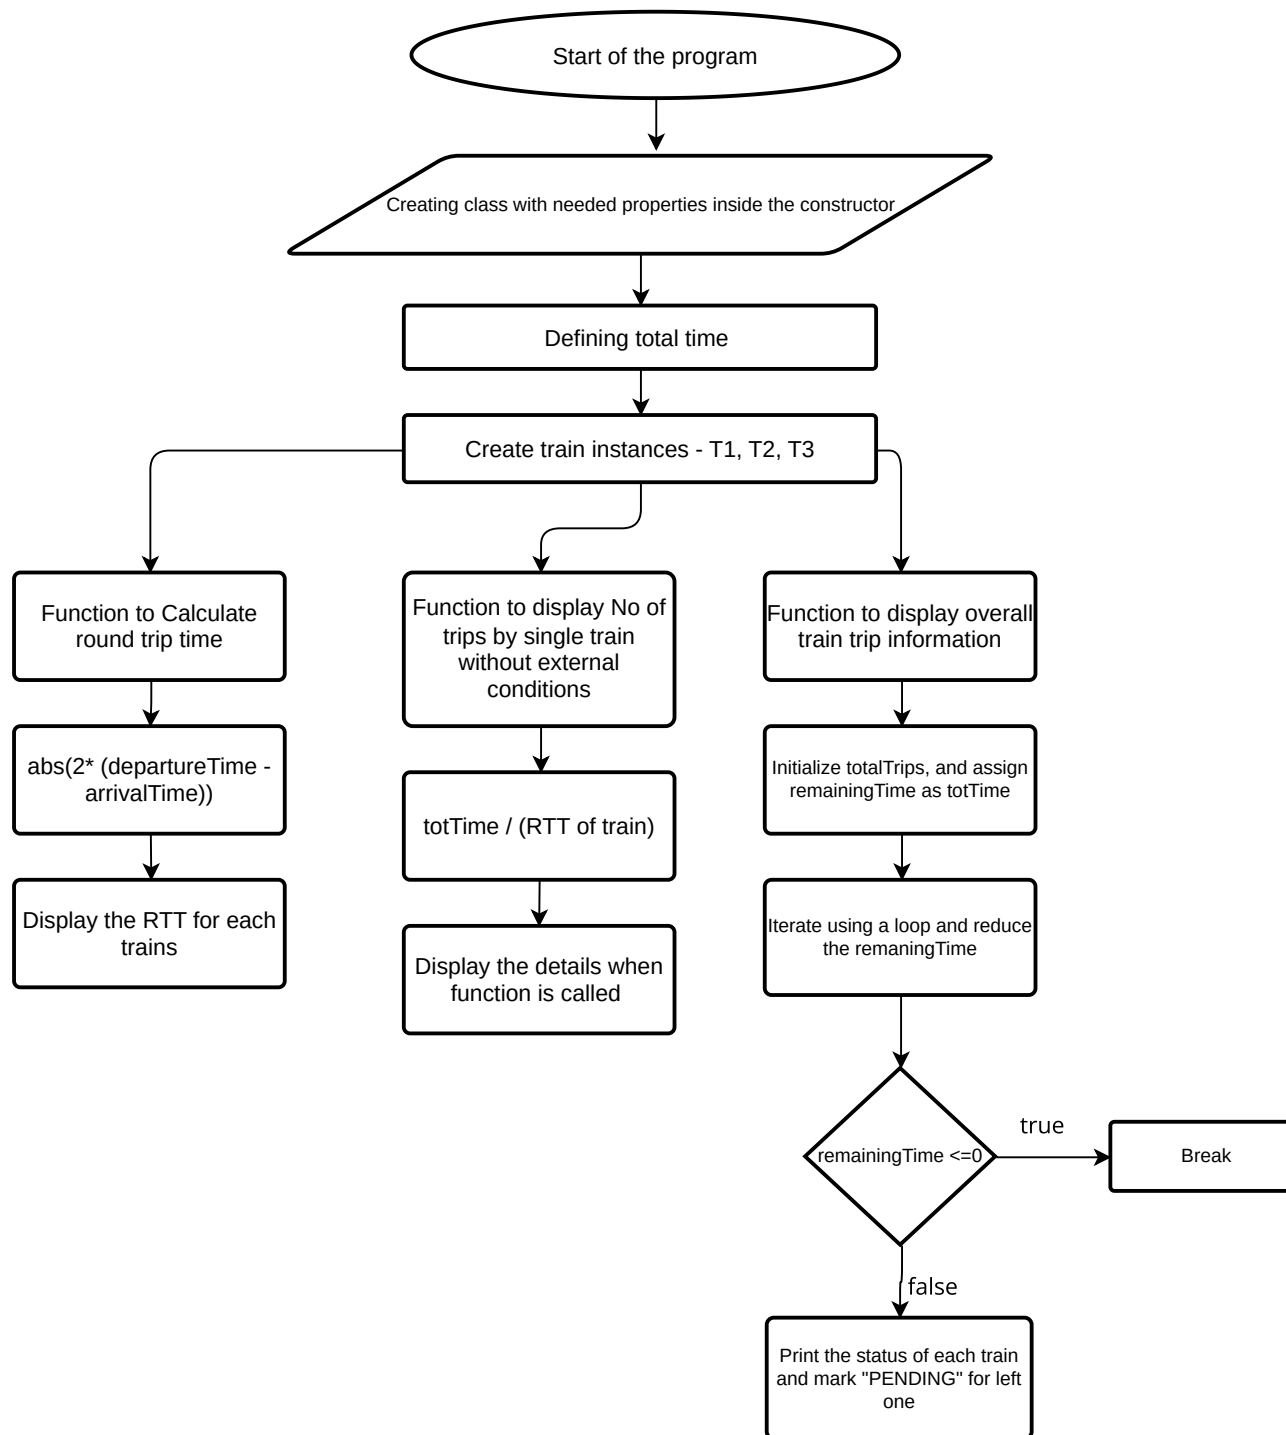 Start of the program
Creating class with needed properties inside the constructor
Defining total time
Create train instances - T1, T2, T3
Function to Calculate
round trip time
abs(2* (departureTime -
arrivalTime))
Display the RTT for each
trains
Function to display No of
trips by single train
without external
conditions
totTime / (RTT of train)
Display the details when
function is called
Function to display overall
train trip information
Initialize totalTrips, and assign
remainingTime as totTime
Iterate using a loop and reduce
the remaningTime
remainingTime <=0
true
Break
false
Print the status of each train
and mark "PENDING" for left
one